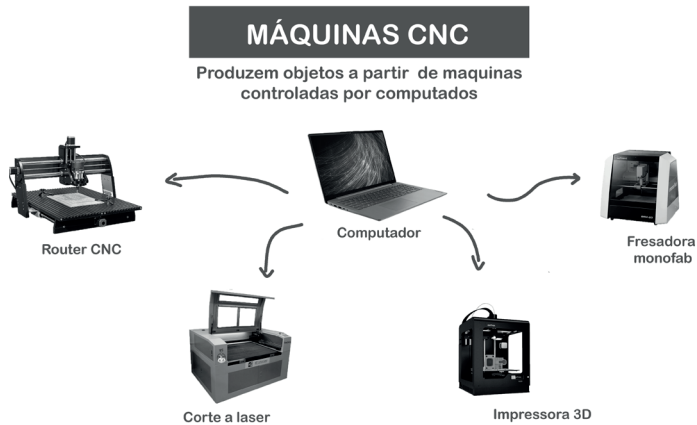 MÁQUINAS CNC
Produzem objetos a partir de maquinas
controladas por computados
Computador
Router CNC
Fresadora
monofab
Corte a laser
Impressora 3D